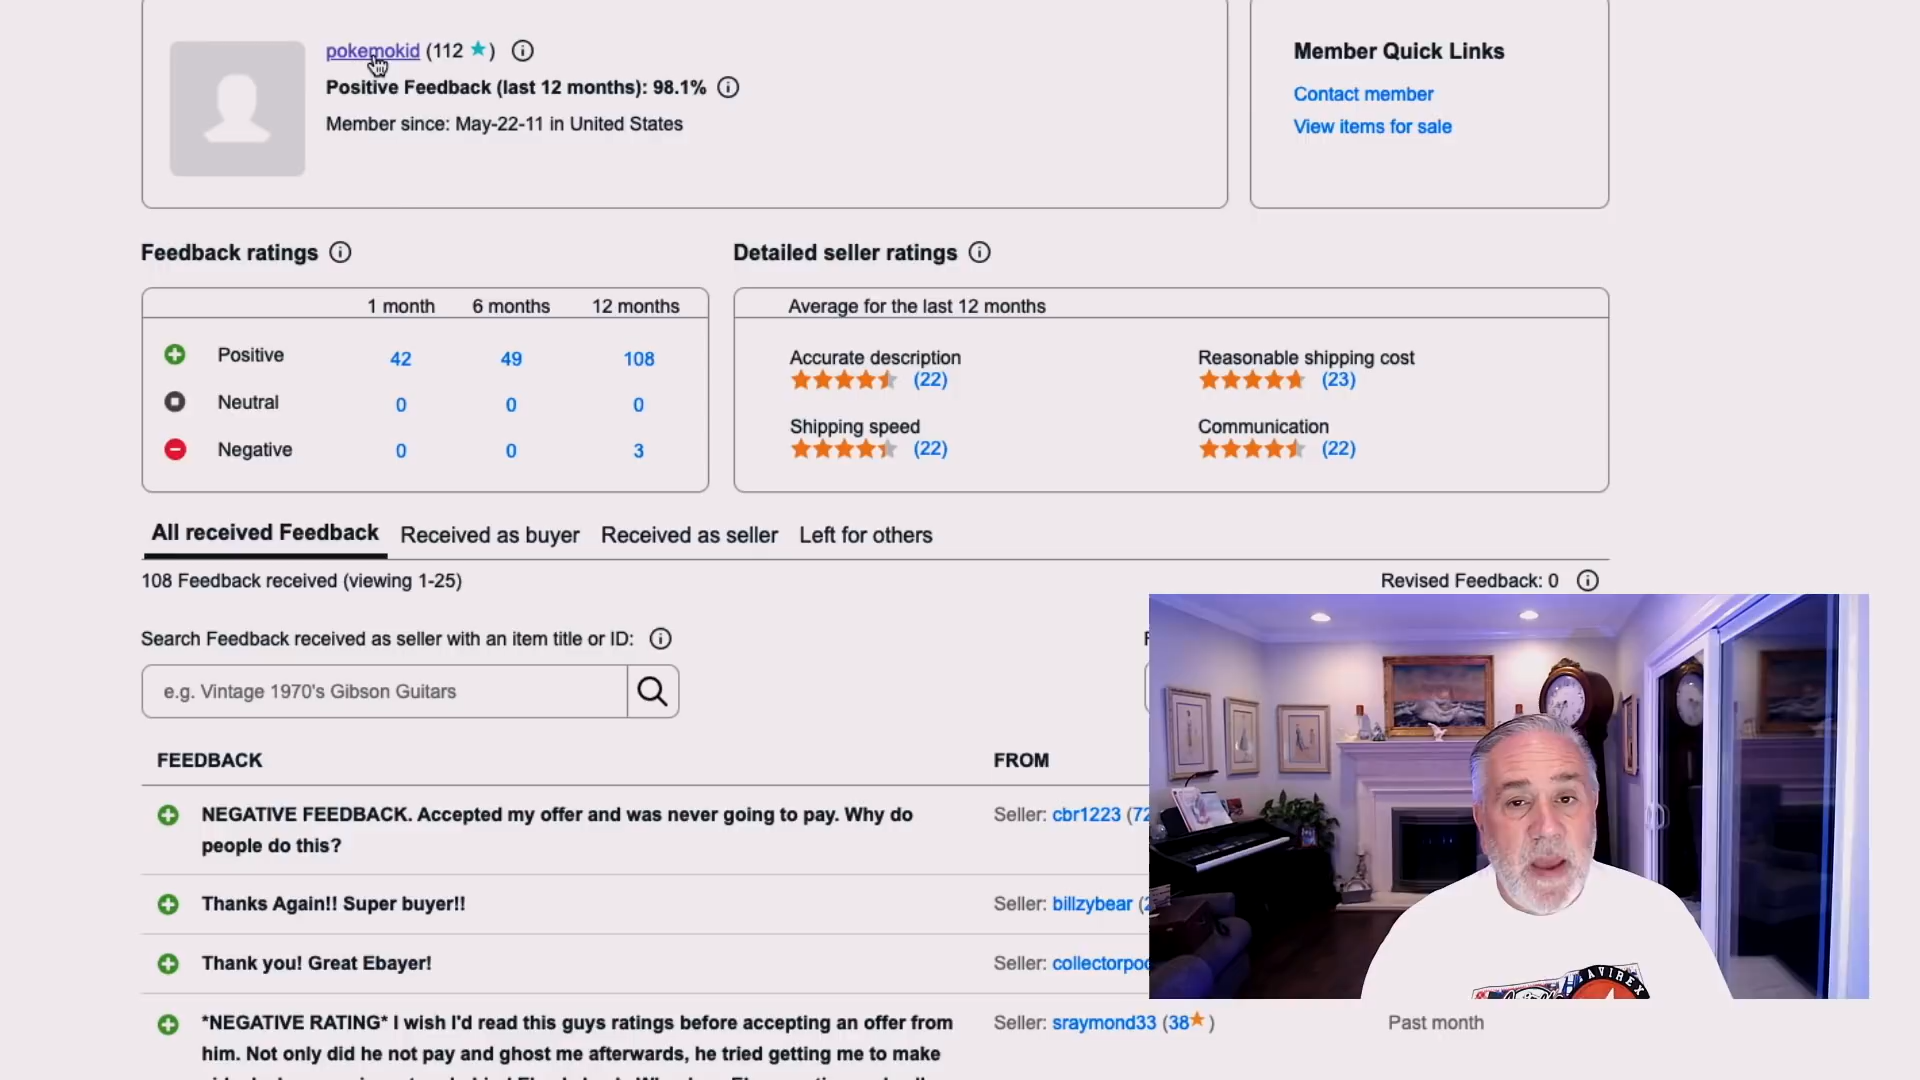 pokemokid (112 ★)
Positive Feedback (last 12 months): 98.1%
Member since: May-22-11 in United States
Member Quick Links
Contact member
View items for sale
Feedback ratings
1 month 6 months 12 months
Positive 42 49 108
Neutral 0 0 0
Negative 0 0 3
Detailed seller ratings
Average for the last 12 months
Accurate description
(22)
Reasonable shipping cost
(23)
Shipping speed
(22)
Communication
(22)
All received Feedback Received as buyer Received as seller Left for others
108 Feedback received (viewing 1-25)
Revised Feedback: 0
Search Feedback received as seller with an item title or ID:
e.g. Vintage 1970's Gibson Guitars
FEEDBACK FROM
NEGATIVE FEEDBACK. Accepted my offer and was never going to pay. Why do
people do this?
Seller: cbr1223 (72
Thanks Again!! Super buyer!!
Seller: billzybear
Thank you! Great Ebayer!
Seller: collectorpoo
*NEGATIVE RATING* I wish I'd read this guys ratings before accepting an offer from
him. Not only did he not pay and ghost me afterwards, he tried getting me to make
Seller: sraymond33 (38★)
Past month
AVIREX